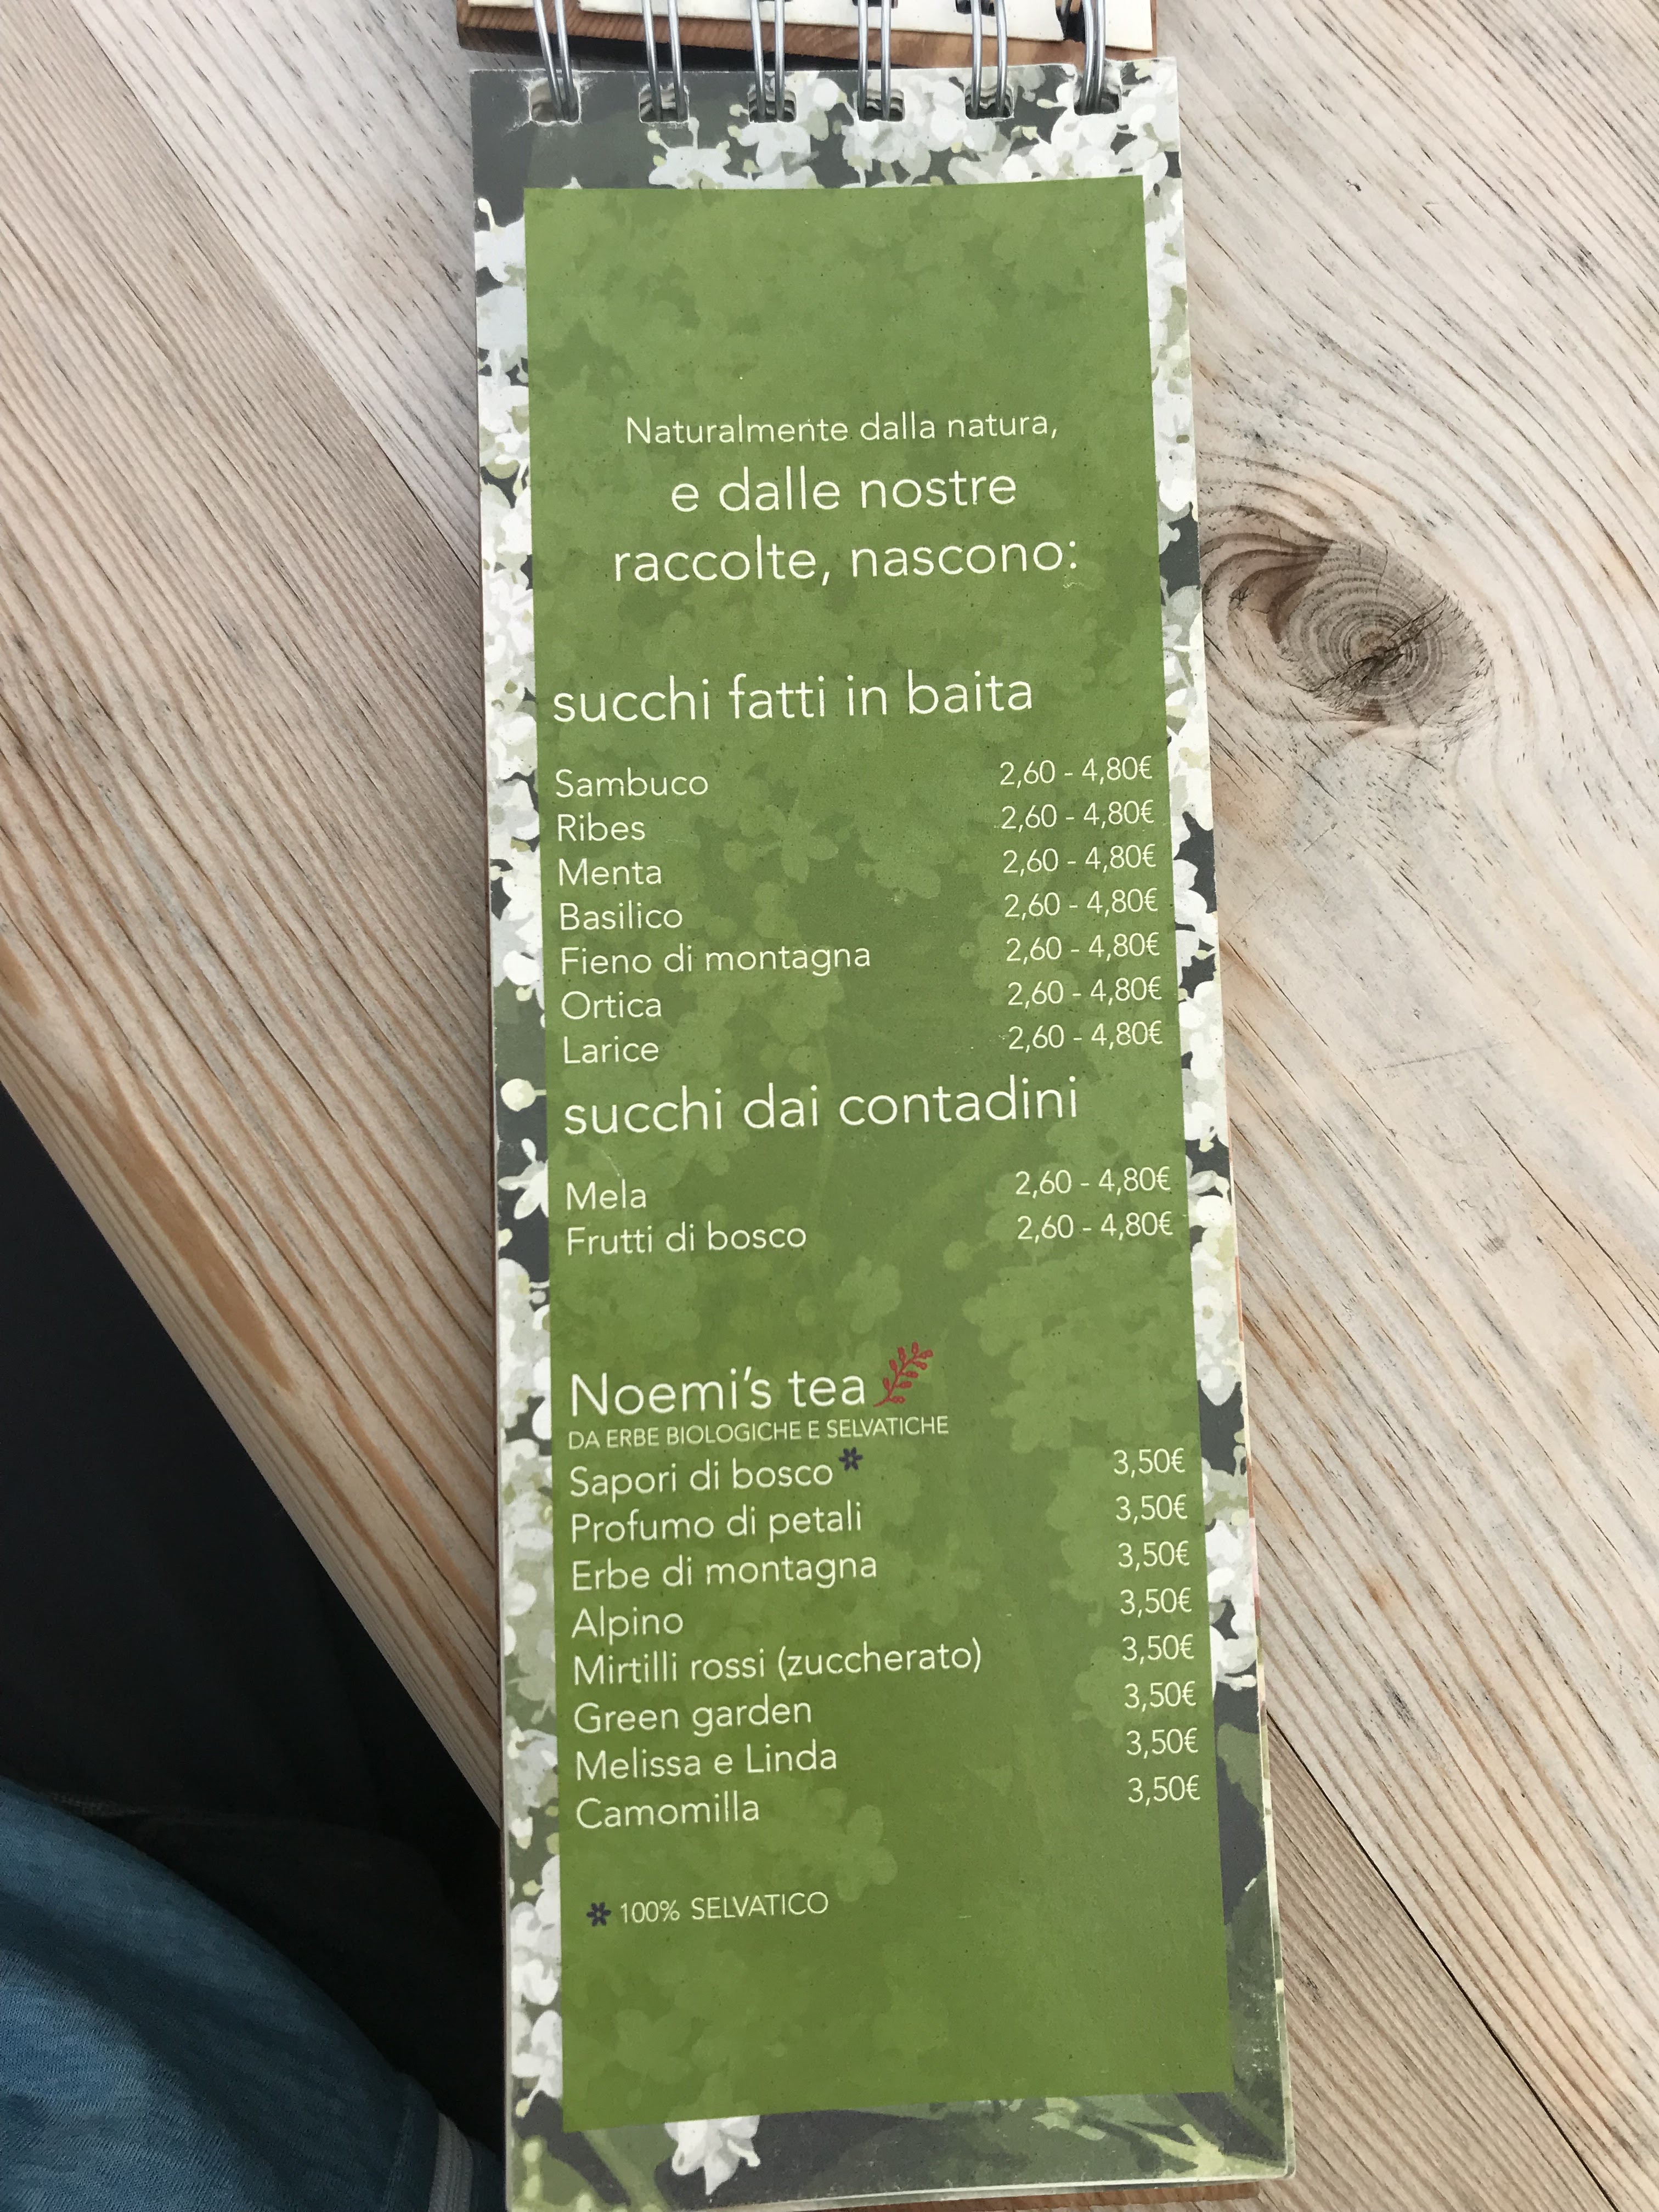 Naturalmente dalla natura,
e dalle nostre
raccolte, nascono:
succhi fatti in baita
Sambuco 2,60 - 4,80€
Ribes 2,60 - 4,80€
Menta 2,60 - 4,80€
Basilico 2,60 - 4,80€
Fieno di montagna 2,60 - 4,80€
Ortica 2,60 - 4,80€
Larice 2,60 - 4,80€
succhi dai contadini
Mela 2,60 - 4,80€
Frutti di bosco 2,60 - 4,80€
Noemi's tea
DA ERBE BIOLOGICHE E SELVATICHE
Sapori di bosco* 3,50€
Profumo di petali 3,50€
Erbe di montagna 3,50€
Alpino 3,50€
Mirtilli rossi (zuccherato) 3,50€
Green garden 3,50€
Melissa e Linda 3,50€
Camomilla 3,50€
* 100% SELVATICO